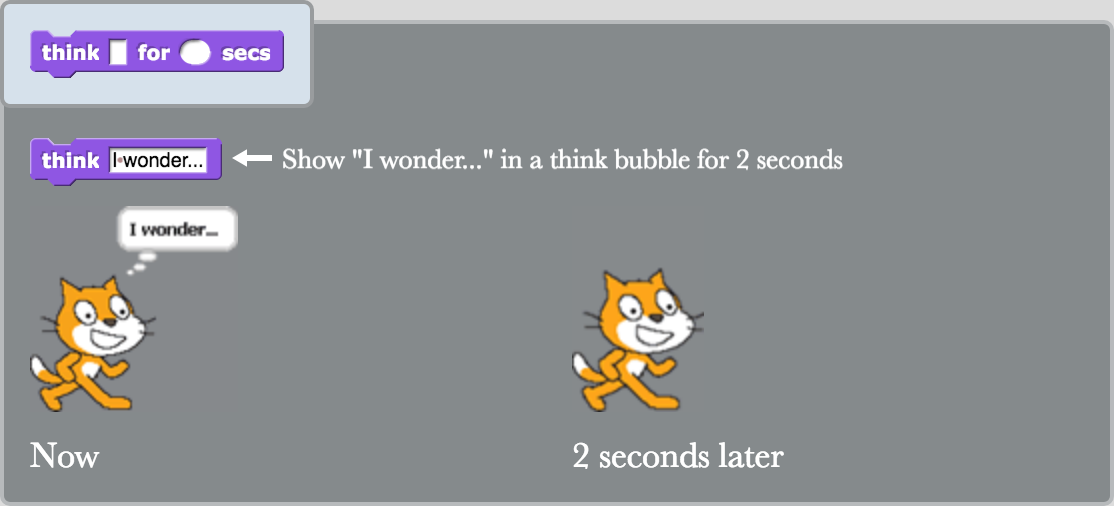 think for secs
think I wonder... Show "I wonder..." in a think bubble for 2 seconds
I wonder...
Now
2 seconds later